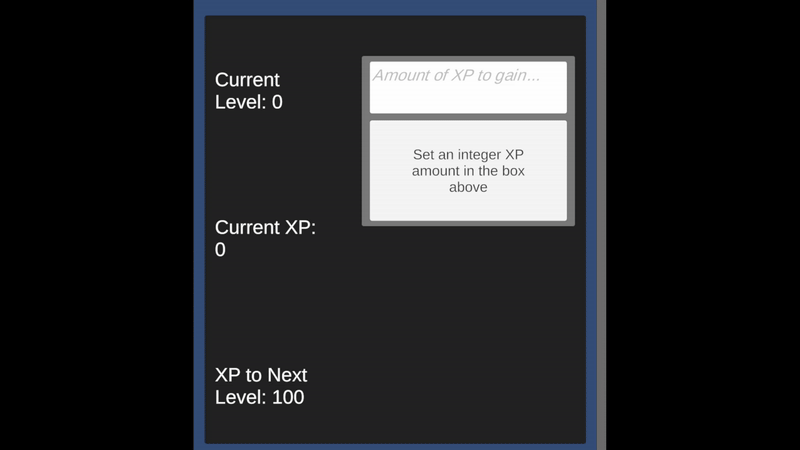 Current
Level: 0
Amount of XP to gain...
Set an integer XP
amount in the box
above
Current XP:
0
XP to Next
Level: 100